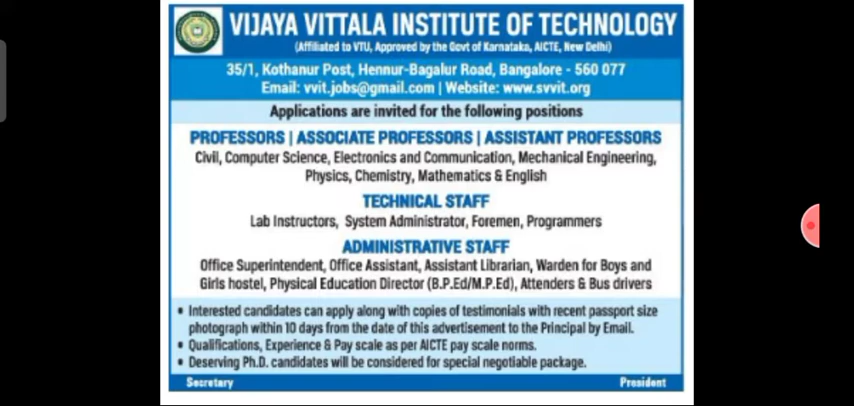 VIJAYA VITTALA INSTITUTE OF TECHNOLOGY
(Affiliated to VTU, Approved by the Govt of Karnataka, AICTE, New Delhi)
35/1, Kothanur Post, Hennur-Bagalur Road, Bangalore - 560 077
Email: vvit.jobs@gmail.com | Website: www.svvit.org
Applications are invited for the following positions
PROFESSORS | ASSOCIATE PROFESSORS | ASSISTANT PROFESSORS
Civil, Computer Science, Electronics and Communication, Mechanical Engineering,
Physics, Chemistry, Mathematics & English
TECHNICAL STAFF
Lab Instructors, System Administrator, Foremen, Programmers
ADMINISTRATIVE STAFF
Office Superintendent, Office Assistant, Assistant Librarian, Warden for Boys and
Girls hostel, Physical Education Director (B.P.Ed/M.P.Ed), Attenders & Bus drivers
• Interested candidates can apply along with copies of testimonials with recent passport size
photograph within 10 days from the date of this advertisement to the Principal by Email.
• Qualifications, Experience & Pay scale as per AICTE pay scale norms.
• Deserving Ph.D. candidates will be considered for special negotiable package.
Secretary President